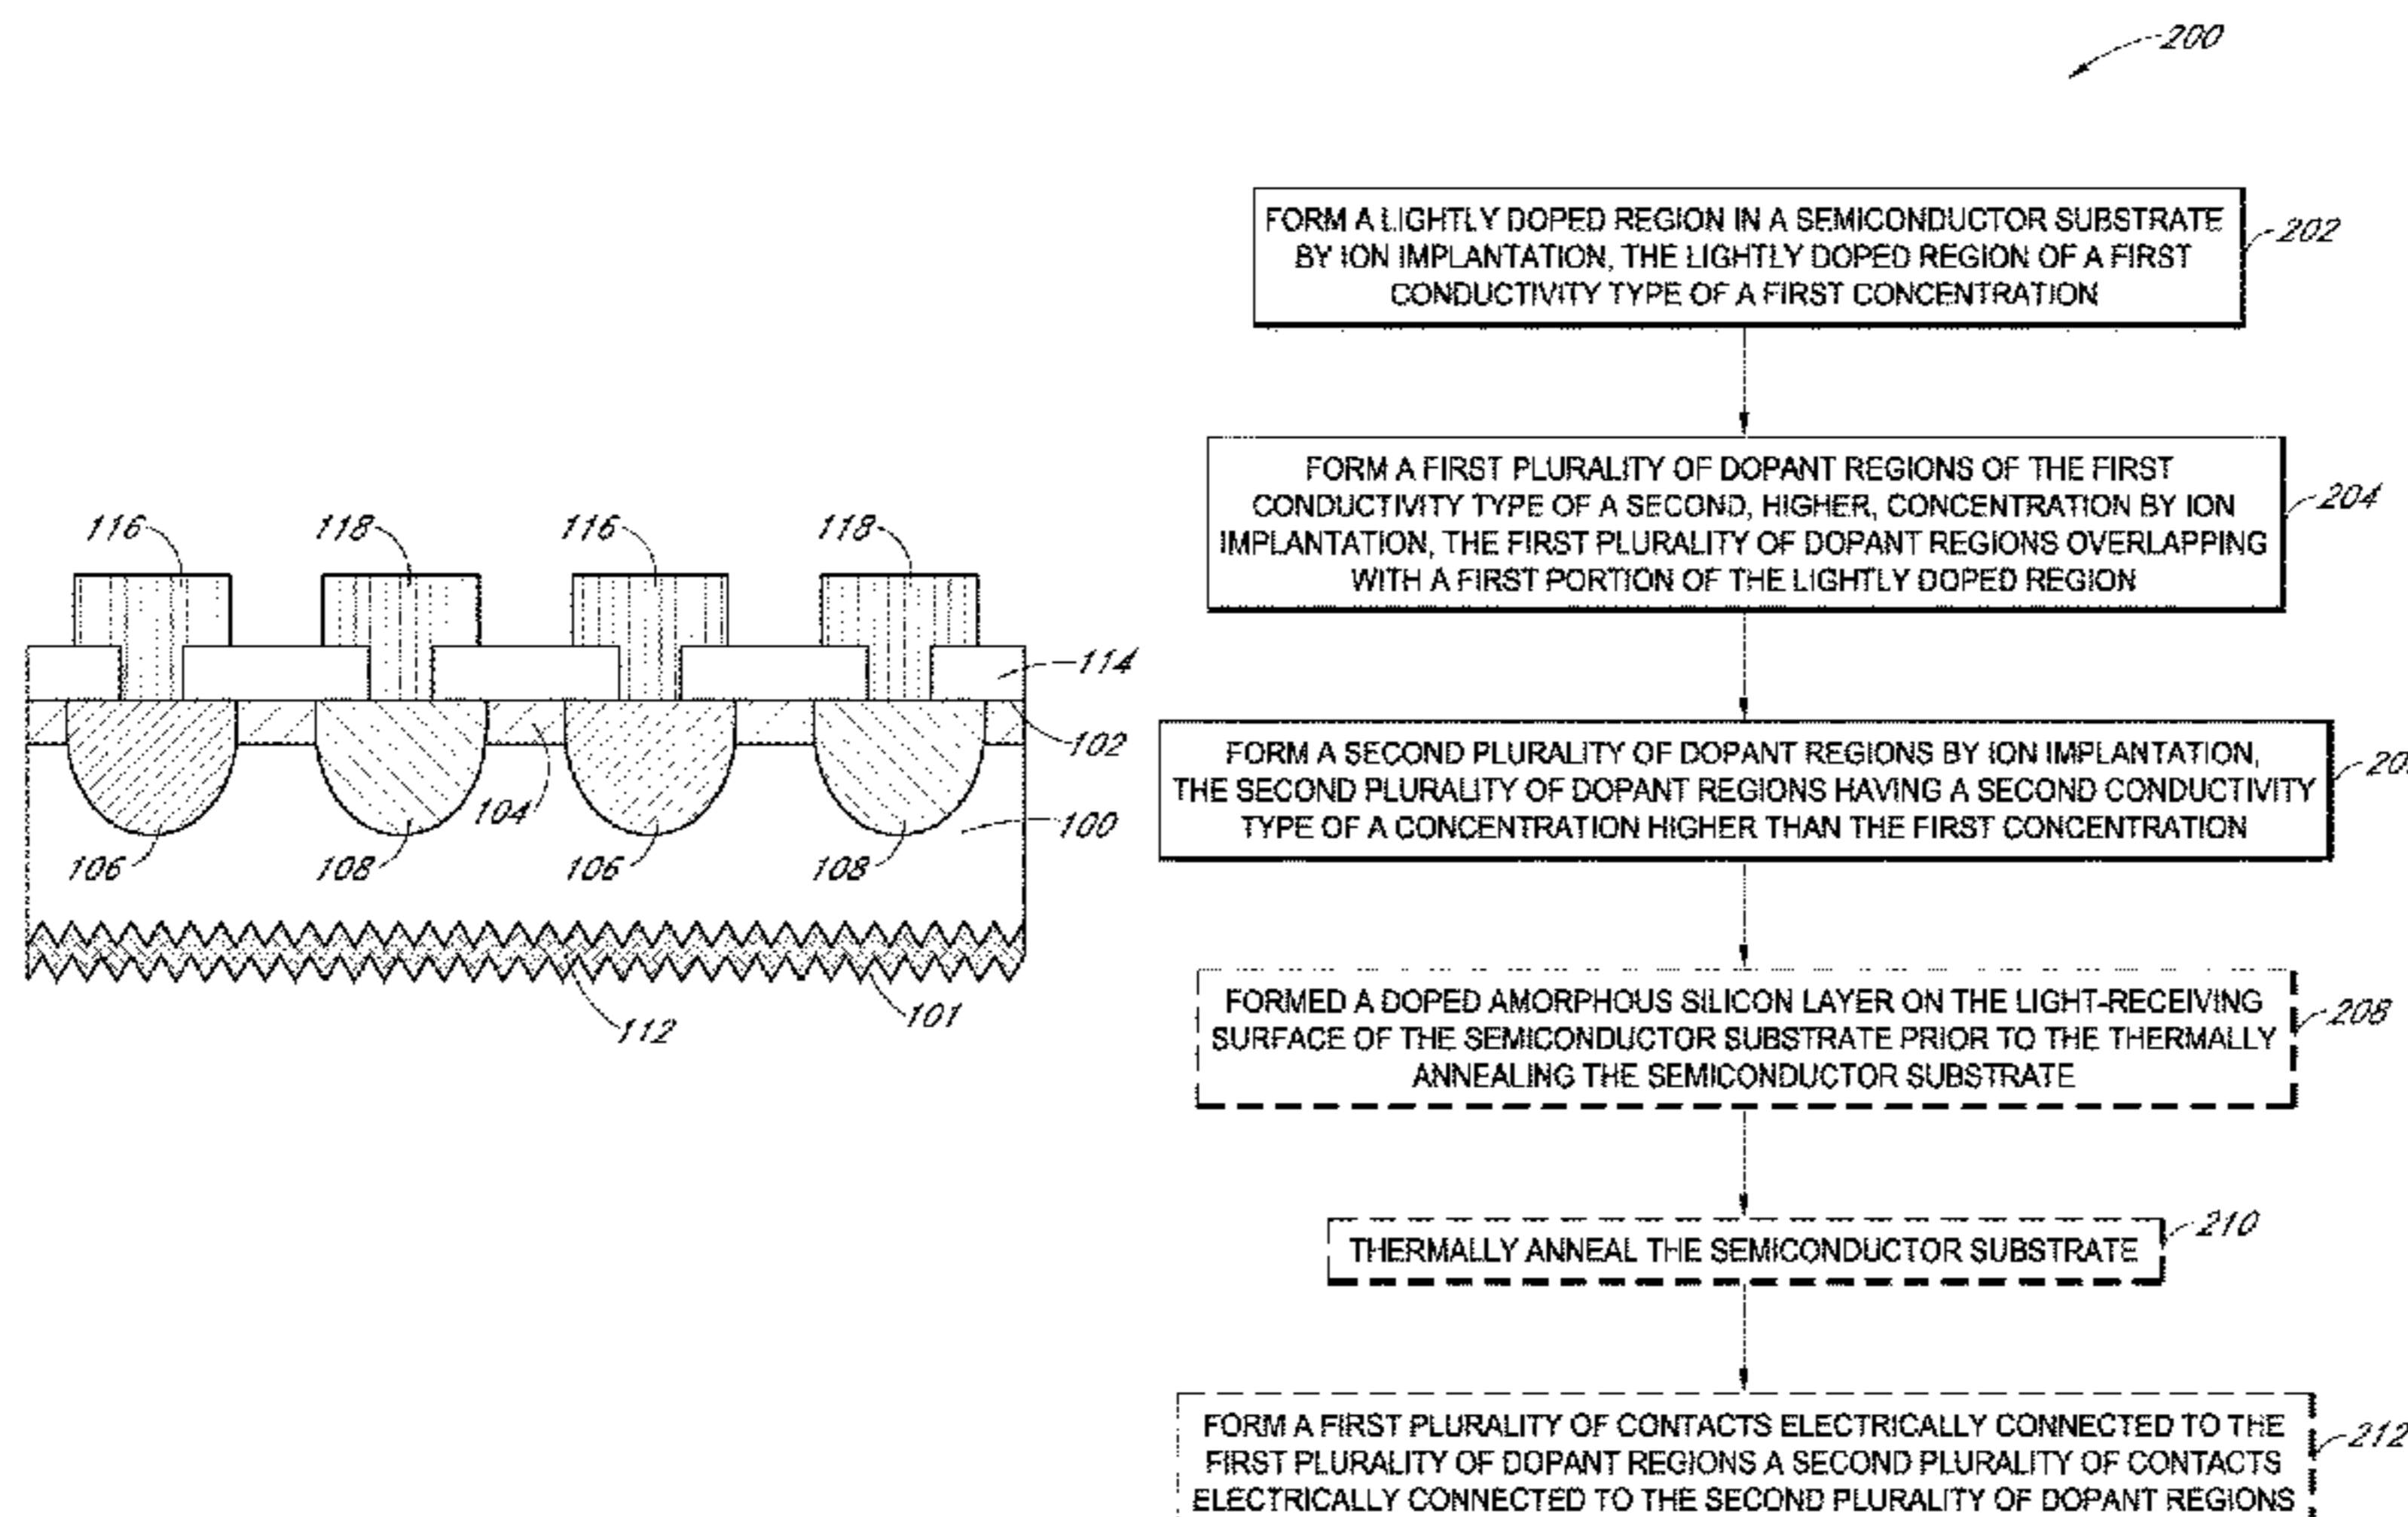 200
FORM A LIGHTLY DOPED REGION IN A SEMICONDUCTOR SUBSTRATE
BY ION IMPLANTATION, THE LIGHTLY DOPED REGION OF A FIRST
CONDUCTIVITY TYPE OF A FIRST CONCENTRATION
202
FORM A FIRST PLURALITY OF DOPANT REGIONS OF THE FIRST
CONDUCTIVITY TYPE OF A SECOND, HIGHER, CONCENTRATION BY ION
IMPLANTATION, THE FIRST PLURALITY OF DOPANT REGIONS OVERLAPPING
WITH A FIRST PORTION OF THE LIGHTLY DOPED REGION
204
116 118 116 118
114
102
104
100
106 108 106 108
112
101
FORM A SECOND PLURALITY OF DOPANT REGIONS BY ION IMPLANTATION,
THE SECOND PLURALITY OF DOPANT REGIONS HAVING A SECOND CONDUCTIVITY
TYPE OF A CONCENTRATION HIGHER THAN THE FIRST CONCENTRATION
FORMED A DOPED AMORPHOUS SILICON LAYER ON THE LIGHT-RECEIVING
SURFACE OF THE SEMICONDUCTOR SUBSTRATE PRIOR TO THE THERMALLY
ANNEALING THE SEMICONDUCTOR SUBSTRATE
208
THERMALLY ANNEAL THE SEMICONDUCTOR SUBSTRATE
210
FORM A FIRST PLURALITY OF CONTACTS ELECTRICALLY CONNECTED TO THE
FIRST PLURALITY OF DOPANT REGIONS A SECOND PLURALITY OF CONTACTS
ELECTRICALLY CONNECTED TO THE SECOND PLURALITY OF DOPANT REGIONS
212